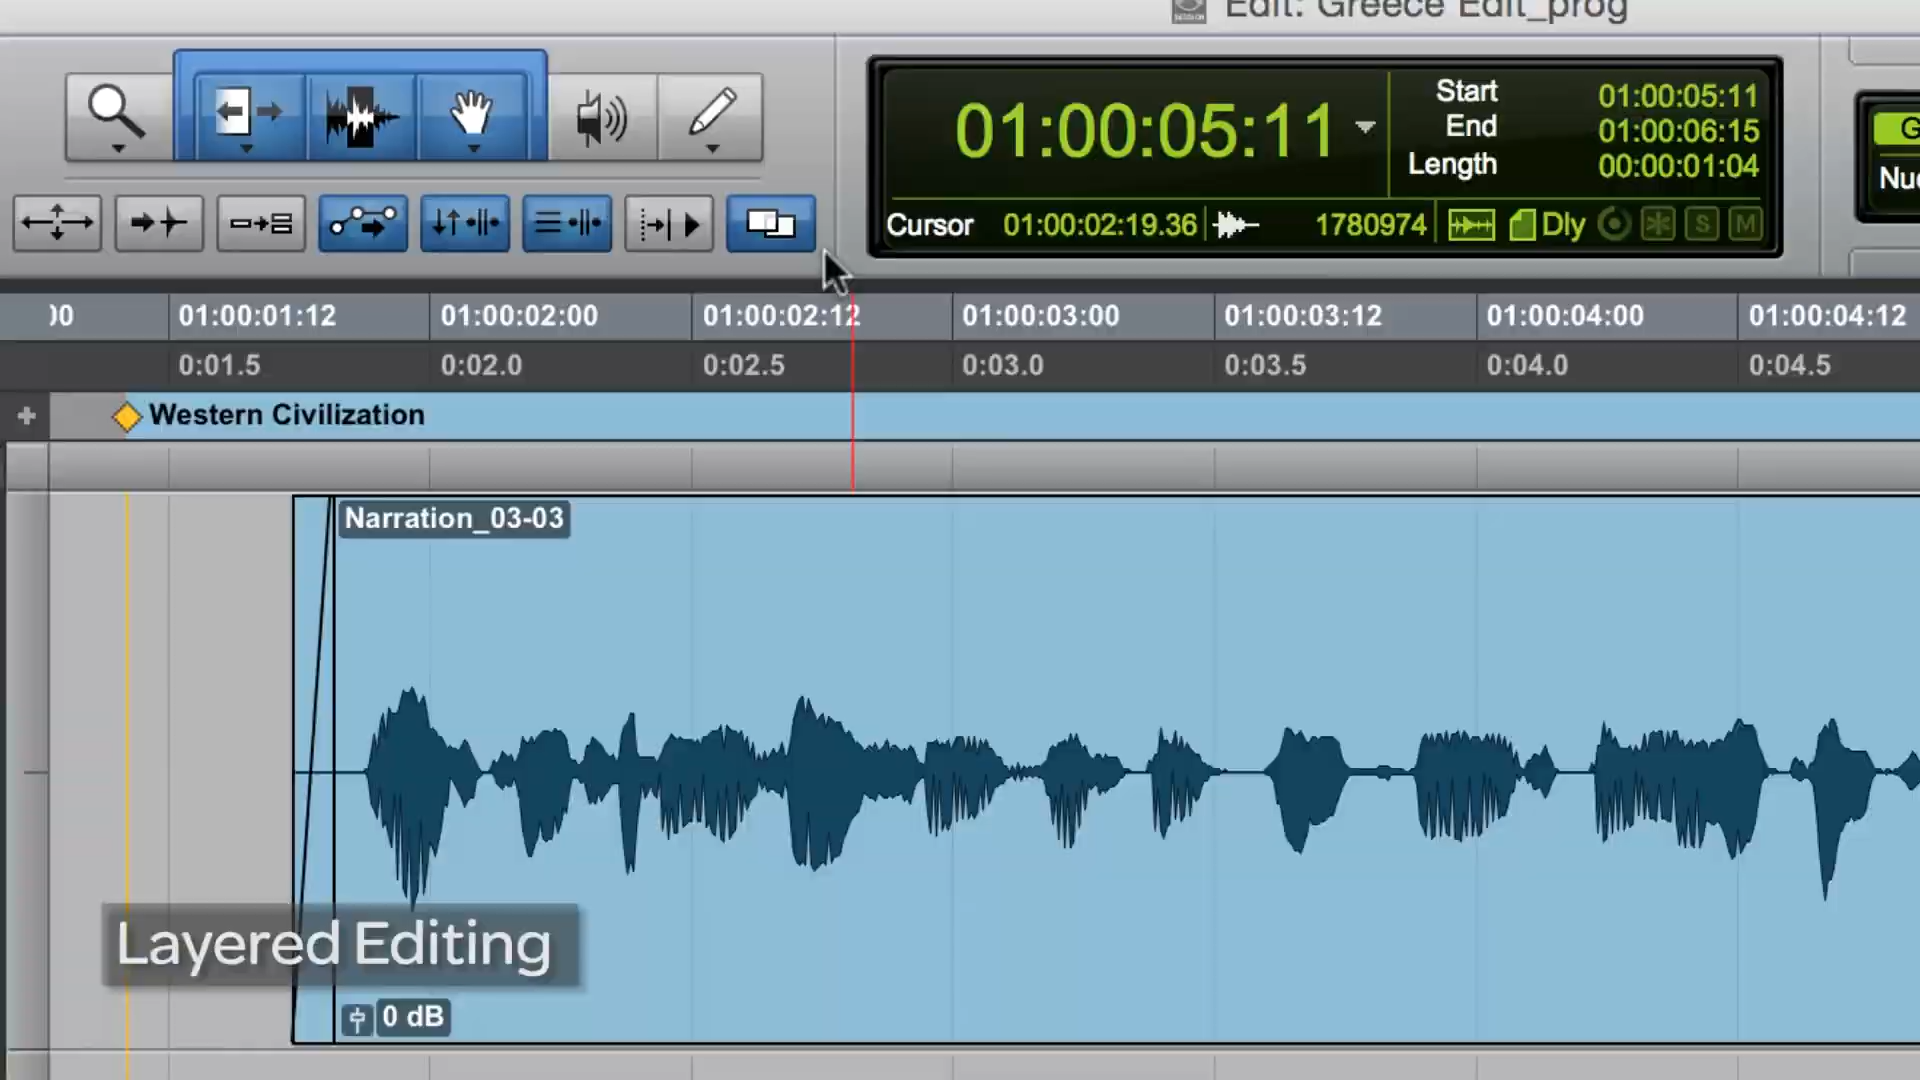 Edit: Greece Edit_prog
01:00:05:11
Start 01:00:05:11
End 01:00:06:15
Length 00:00:01:04
Cursor 01:00:02:19.36 1780974 Dly S M
G
Nu
00 01:00:01:12 01:00:02:00 01:00:02:12 01:00:03:00 01:00:03:12 01:00:04:00 01:00:04:12
0:01.5 0:02.0 0:02.5 0:03.0 0:03.5 0:04.0 0:04.5
+ Western Civilization
Narration_03-03
Layered Editing
0 dB